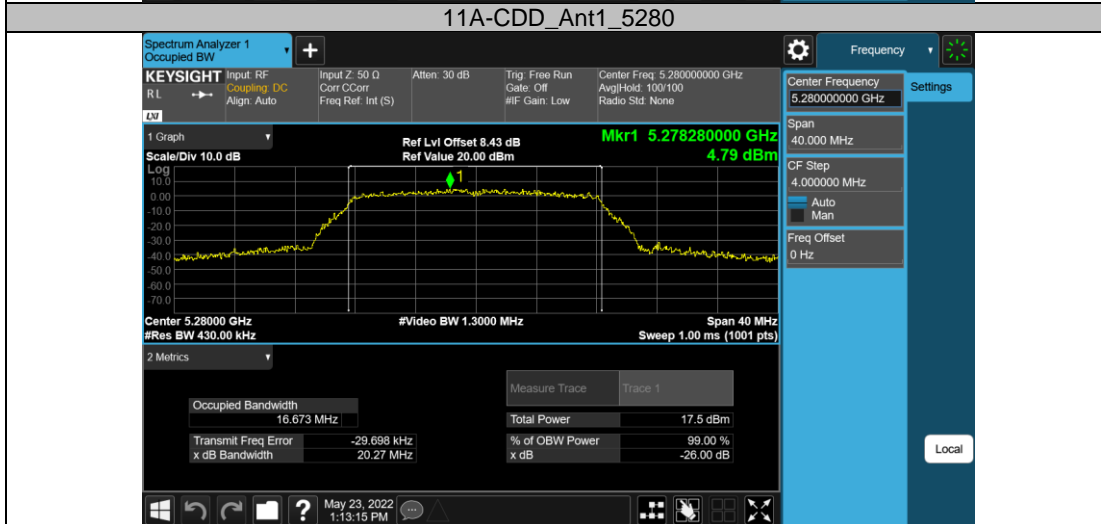 11A-CDD_Ant1_5280
Spectrum Analyzer 1
Occupied BW
Frequency
KEYSIGHT
RL
LXI
Input: RF
Coupling: DC
Align: Auto
Input Z: 50 Ω
Corr CCorr
Freq Ref: Int (S)
Atten: 30 dB
Trig: Free Run
Gate: Off
#IF Gain: Low
Center Freq: 5.280000000 GHz
Avg|Hold: 100/100
Radio Std: None
Center Frequency
5.280000000 GHz
Settings
Span
40.000 MHz
CF Step
4.000000 MHz
Auto
Man
Freq Offset
0 Hz
1 Graph
Scale/Div 10.0 dB
Ref Lvl Offset 8.43 dB
Ref Value 20.00 dBm
Mkr1 5.278280000 GHz
4.79 dBm
Log
10.0
0.00
-10.0
-20.0
-30.0
-40.0
-50.0
-60.0
-70.0
1
Center 5.28000 GHz
#Res BW 430.00 kHz
#Video BW 1.3000 MHz
Span 40 MHz
Sweep 1.00 ms (1001 pts)
2 Metrics
Measure Trace
Trace 1
Occupied Bandwidth
16.673 MHz
Total Power
17.5 dBm
Transmit Freq Error
-29.698 kHz
% of OBW Power
99.00 %
x dB Bandwidth
20.27 MHz
x dB
-26.00 dB
Local
?
May 23, 2022
1:13:15 PM